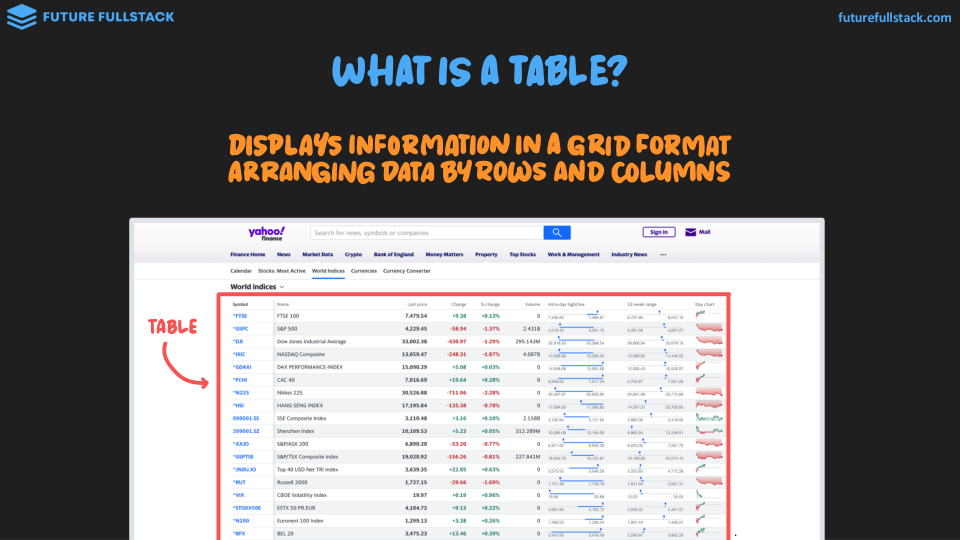 FUTURE FULLSTACK
futurefullstack.com
WHAT IS A TABLE?
DISPLAYS INFORMATION IN A GRID FORMAT
ARRANGING DATA BY ROWS AND COLUMNS
yahoo!
finance
Search for news, symbols or companies
Sign in
Mail
Finance Home News Market Data Crypto Bank of England Money Matters Property Top Stocks Work & Management Industry News ...
Calendar Stocks: Most Active World Indices Currencies Currency Converter
World indices
TABLE
Symbol Name Last price Change % change Volume Intra-day high/low 52-week range Day chart
^FTSE FTSE 100 7,479.54 +9.38 +0.13% 0
^GSPC S&P 500 4,229.45 -58.94 -1.37% 2.431B
^DJI Dow Jones Industrial Average 33,002.38 -430.97 -1.29% 295.143M
^IXIC NASDAQ Composite 13,059.47 -248.31 -1.87% 4.087B
^GDAXI DAX PERFORMANCE-INDEX 15,090.29 +5.08 +0.03% 0
^FCHI CAC 40 7,016.69 +19.64 +0.28% 0
^N225 Nikkei 225 30,526.88 -711.06 -2.28% 0
^HSI HANG SENG INDEX 17,195.84 -135.38 -0.78% 0
000001.SS SSE Composite Index 3,110.48 +3.16 +0.10% 2.158B
399001.SZ Shenzhen Index 10,109.53 +5.23 +0.05% 312.289M
^AXJO S&P/ASX 200 6,890.20 -53.20 -0.77% 0
^GSPTSE S&P/TSX Composite index 19,020.92 -156.26 -0.81% 227.841M
^JN0U.JO Top 40 USD Net TRI Index 3,639.35 +22.85 +0.63% 0
^RUT Russell 2000 1,727.15 -29.66 -1.69% 0
^VIX CBOE Volatility Index 19.97 +0.19 +0.96% 0
^STOXX50E ESTX 50 PR.EUR 4,104.72 +9.13 +0.22% 0
^N100 Euronext 100 Index 1,299.13 +3.38 +0.26% 0
^BFX BEL 20 3,475.23 +13.46 +0.39% 0